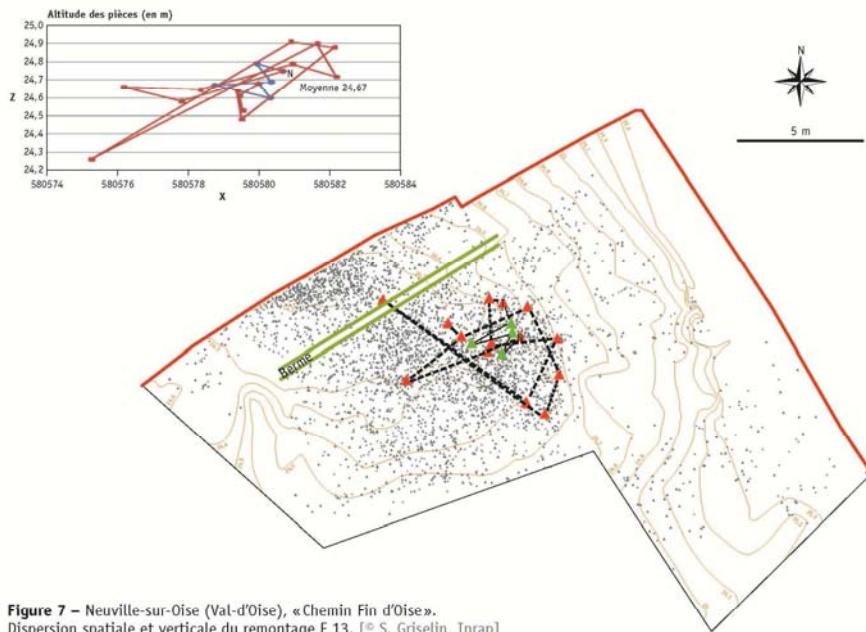 Altitude des pièces (en m)
25,0
24,9
24,8
24,7
24,6
24,5
24,4
24,3
24,2
Z
N
Moyenne 24,67
580574
580576
580578
580580
580582
580584
X
N
5 m
Berme
Figure 7 – Neuville-sur-Oise (Val-d'Oise), «Chemin Fin d'Oise».
Dispersion spatiale et verticale du remontage F 13. [© S. Griselin, Inrap]